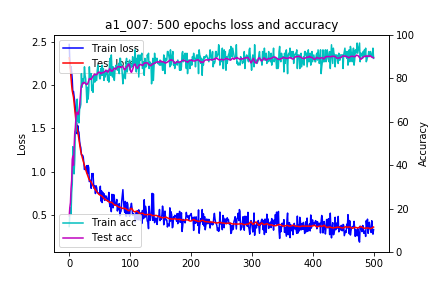 a1_007: 500 epochs loss and accuracy
Train loss
Test loss
Train acc
Test acc
Loss
2.5
2.0
1.5
1.0
0.5
Accuracy
100
80
60
40
20
0
0
100
200
300
400
500